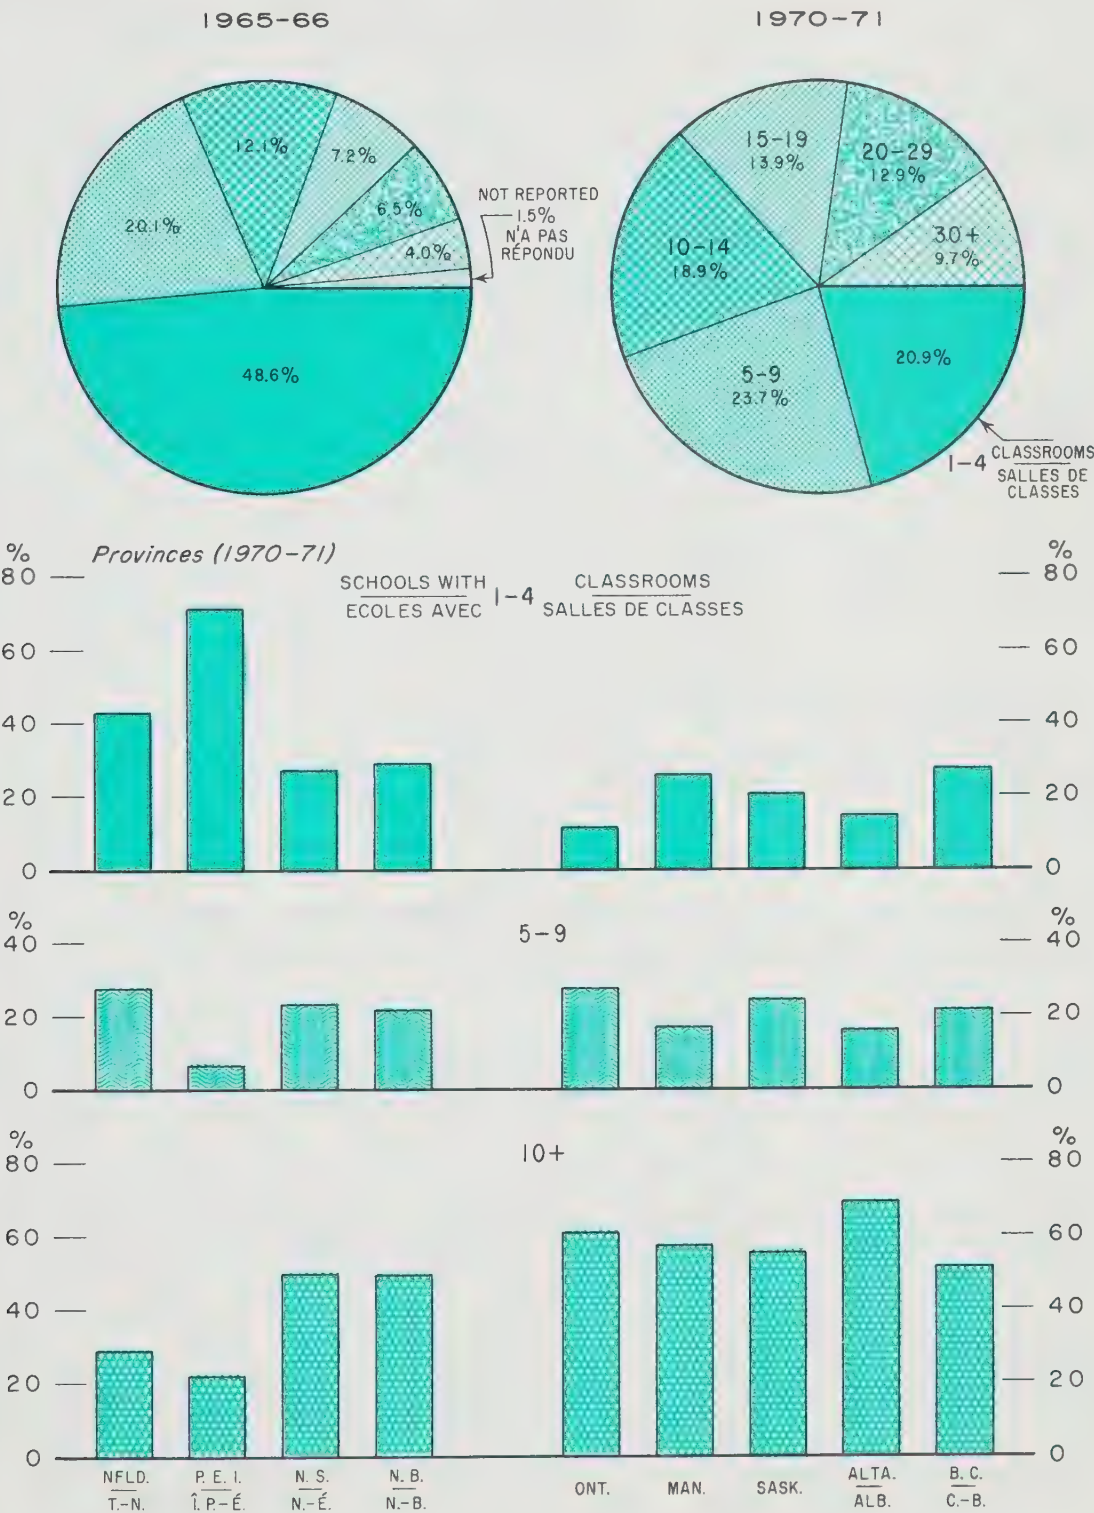 1965-66
1970-71
12.1%
7.2%
20.1%
6.5%
4.0%
48.6%
NOT REPORTED
1.5%
N'A PAS
RÉPONDU
15-19
13.9%
20-29
12.9%
10-14
18.9%
30+
9.7%
5-9
23.7%
20.9%
1-4 CLASSROOMS
SALLES DE
CLASSES
% Provinces (1970-71) %
80 SCHOOLS WITH 1-4 CLASSROOMS 80
ECOLES AVEC SALLES DE CLASSES
60 60
40 40
20 20
0 0
% 5-9 %
40 40
20 20
0 0
% 10+ %
80 80
60 60
40 40
20 20
0 0
NFLD. P. E. I. N. S. N. B. ONT. MAN. SASK. ALTA. B. C.
T.-N. Î. P.-É. N.-É. N.-B. ALB. C.-B.